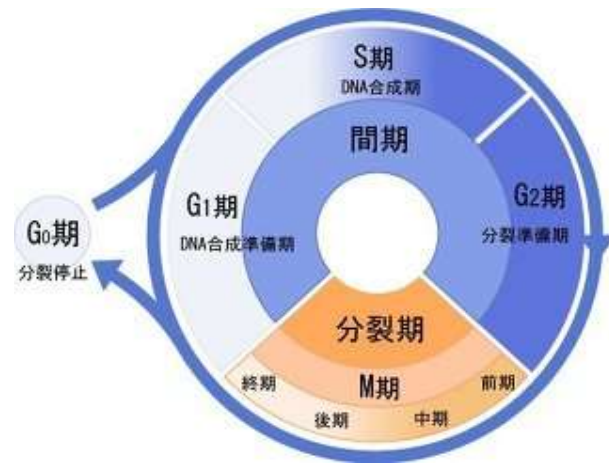 S期
DNA合成期
間期
G1期
DNA合成準備期
G2期
分裂準備期
G0期
分裂停止
分裂期
M期
終期
後期
中期
前期